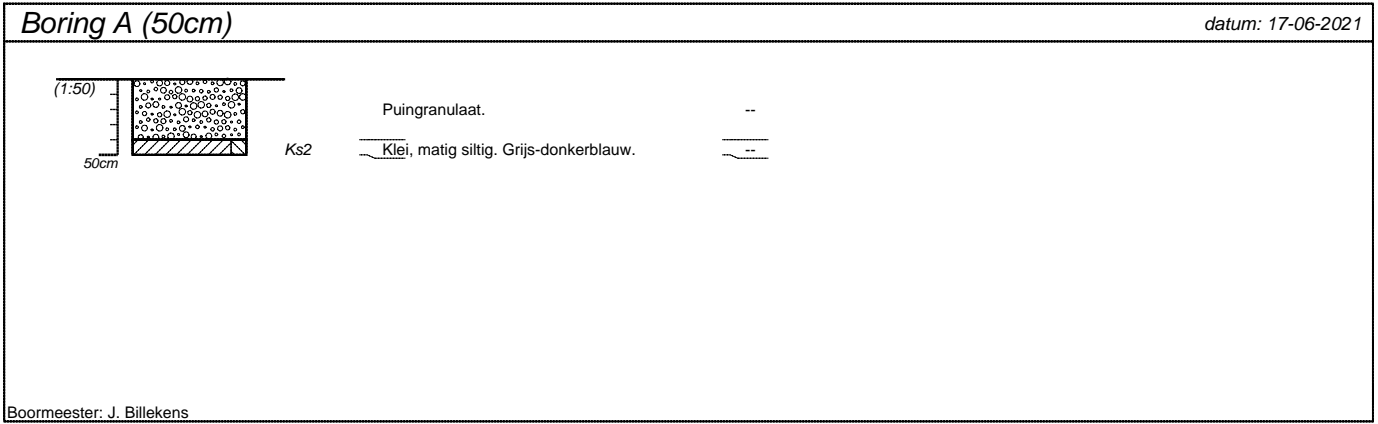 Boring A (50cm) datum: 17-06-2021
(1:50)
Puingranulaat. --
Ks2 Klei, matig siltig. Grijs-donkerblauw. --
50cm
Boormeester: J. Billekens